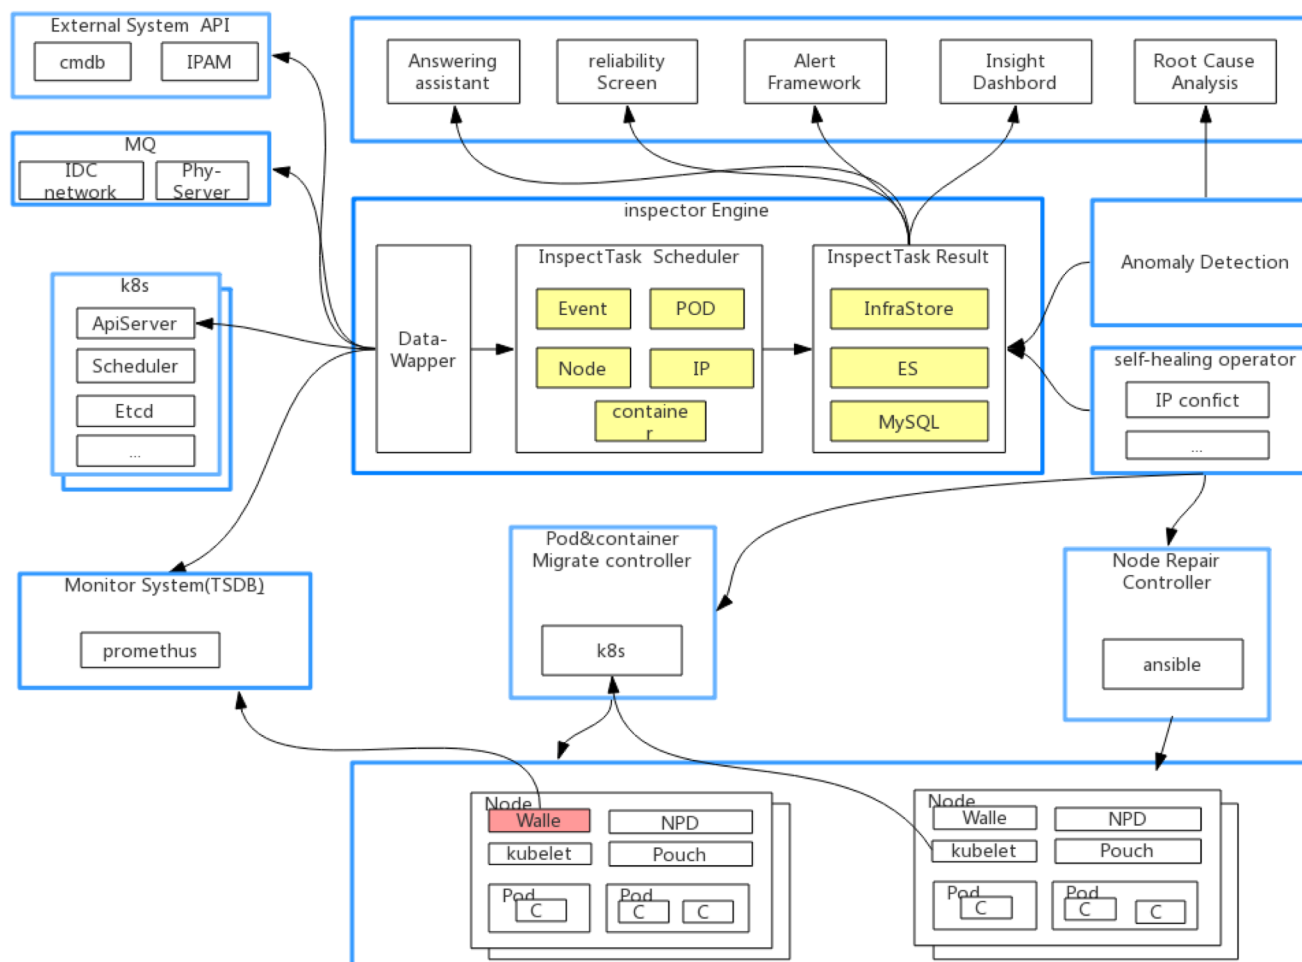 External System API
cmdb
IPAM
Answering
assistant
reliability
Screen
Alert
Framework
Insight
Dashbord
Root Cause
Analysis
MQ
IDC
network
Phy-
Server
inspector Engine
Data-
Wapper
InspectTask Scheduler
Event
POD
Node
IP
containe
r
InspectTask Result
InfraStore
ES
MySQL
Anomaly Detection
k8s
ApiServer
Scheduler
Etcd
...
self-healing operator
IP confict
...
Monitor System(TSDB)
promethus
Pod&container
Migrate controller
k8s
Node Repair
Controller
ansible
Node
Walle
NPD
kubelet
Pouch
Pod
C
Pod
C
C
Node
Walle
NPD
kubelet
Pouch
Pod
C
Pod
C
C